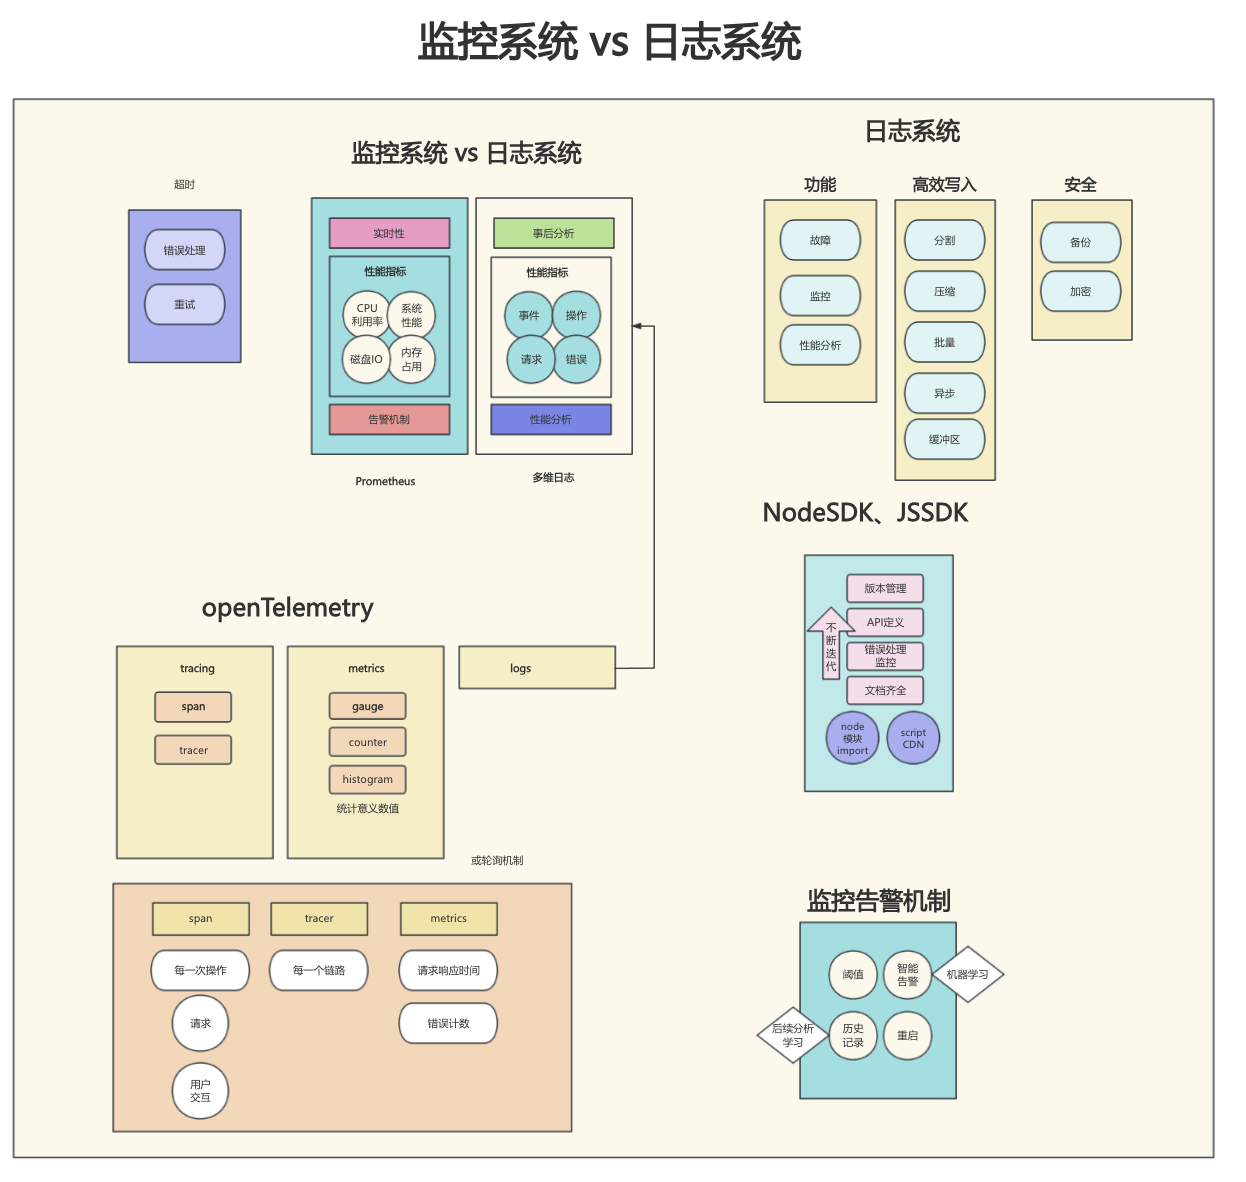 监控系统 vs 日志系统
监控系统 vs 日志系统
超时
错误处理
重试
实时性
性能指标
CPU
利用率
系统
性能
磁盘IO
内存
占用
告警机制
Prometheus
事后分析
性能指标
事件
操作
请求
错误
性能分析
多维日志
日志系统
功能
故障
监控
性能分析
高效写入
分割
压缩
批量
异步
缓冲区
安全
备份
加密
NodeSDK、JSSDK
版本管理
API定义
错误处理
监控
文档齐全
不
断
迭
代
node
模块
import
script
CDN
openTelemetry
tracing
span
tracer
metrics
gauge
counter
histogram
统计意义数值
logs
或轮询机制
span
每一次操作
请求
用户
交互
tracer
每一个链路
metrics
请求响应时间
错误计数
监控告警机制
阈值
智能
告警
机器学习
后续分析
学习
历史
记录
重启